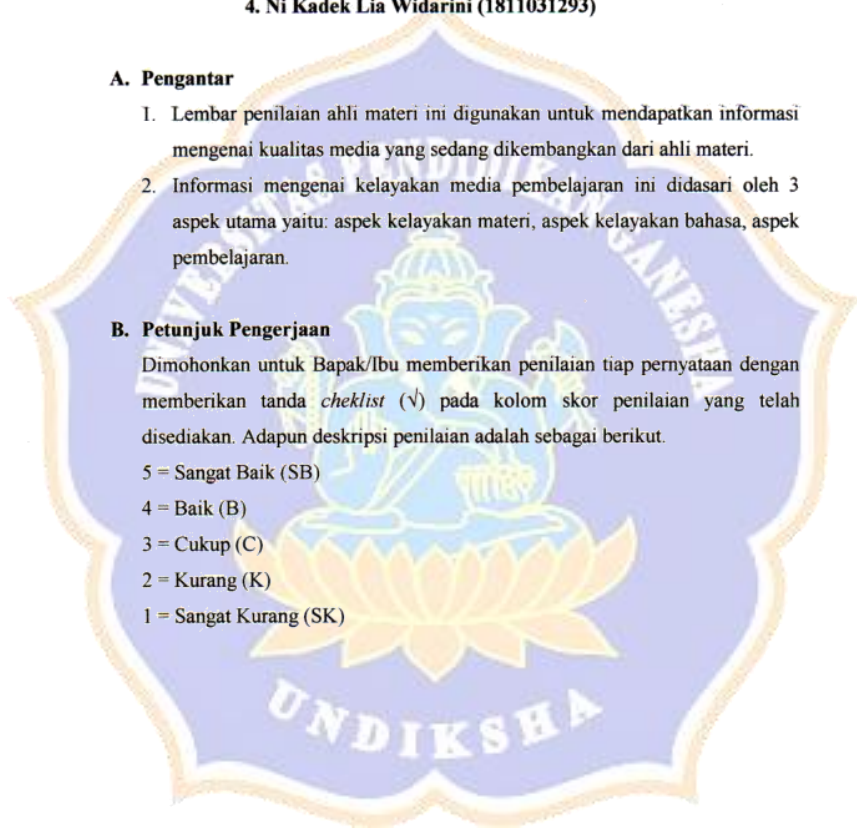 4. Ni Kadek Lia Widarini (1811031293)
A. Pengantar
1. Lembar penilaian ahli materi ini digunakan untuk mendapatkan informasi
mengenai kualitas media yang sedang dikembangkan dari ahli materi.
2. Informasi mengenai kelayakan media pembelajaran ini didasari oleh 3
aspek utama yaitu: aspek kelayakan materi, aspek kelayakan bahasa, aspek
pembelajaran.
B. Petunjuk Pengerjaan
Dimohonkan untuk Bapak/Ibu memberikan penilaian tiap pernyataan dengan
memberikan tanda cheklist (√) pada kolom skor penilaian yang telah
disediakan. Adapun deskripsi penilaian adalah sebagai berikut.
5 = Sangat Baik (SB)
4 = Baik (B)
3 = Cukup (C)
2 = Kurang (K)
1 = Sangat Kurang (SK)
UNIVERSITAS PENDIDIKAN GANESHA
UNDIKSHA